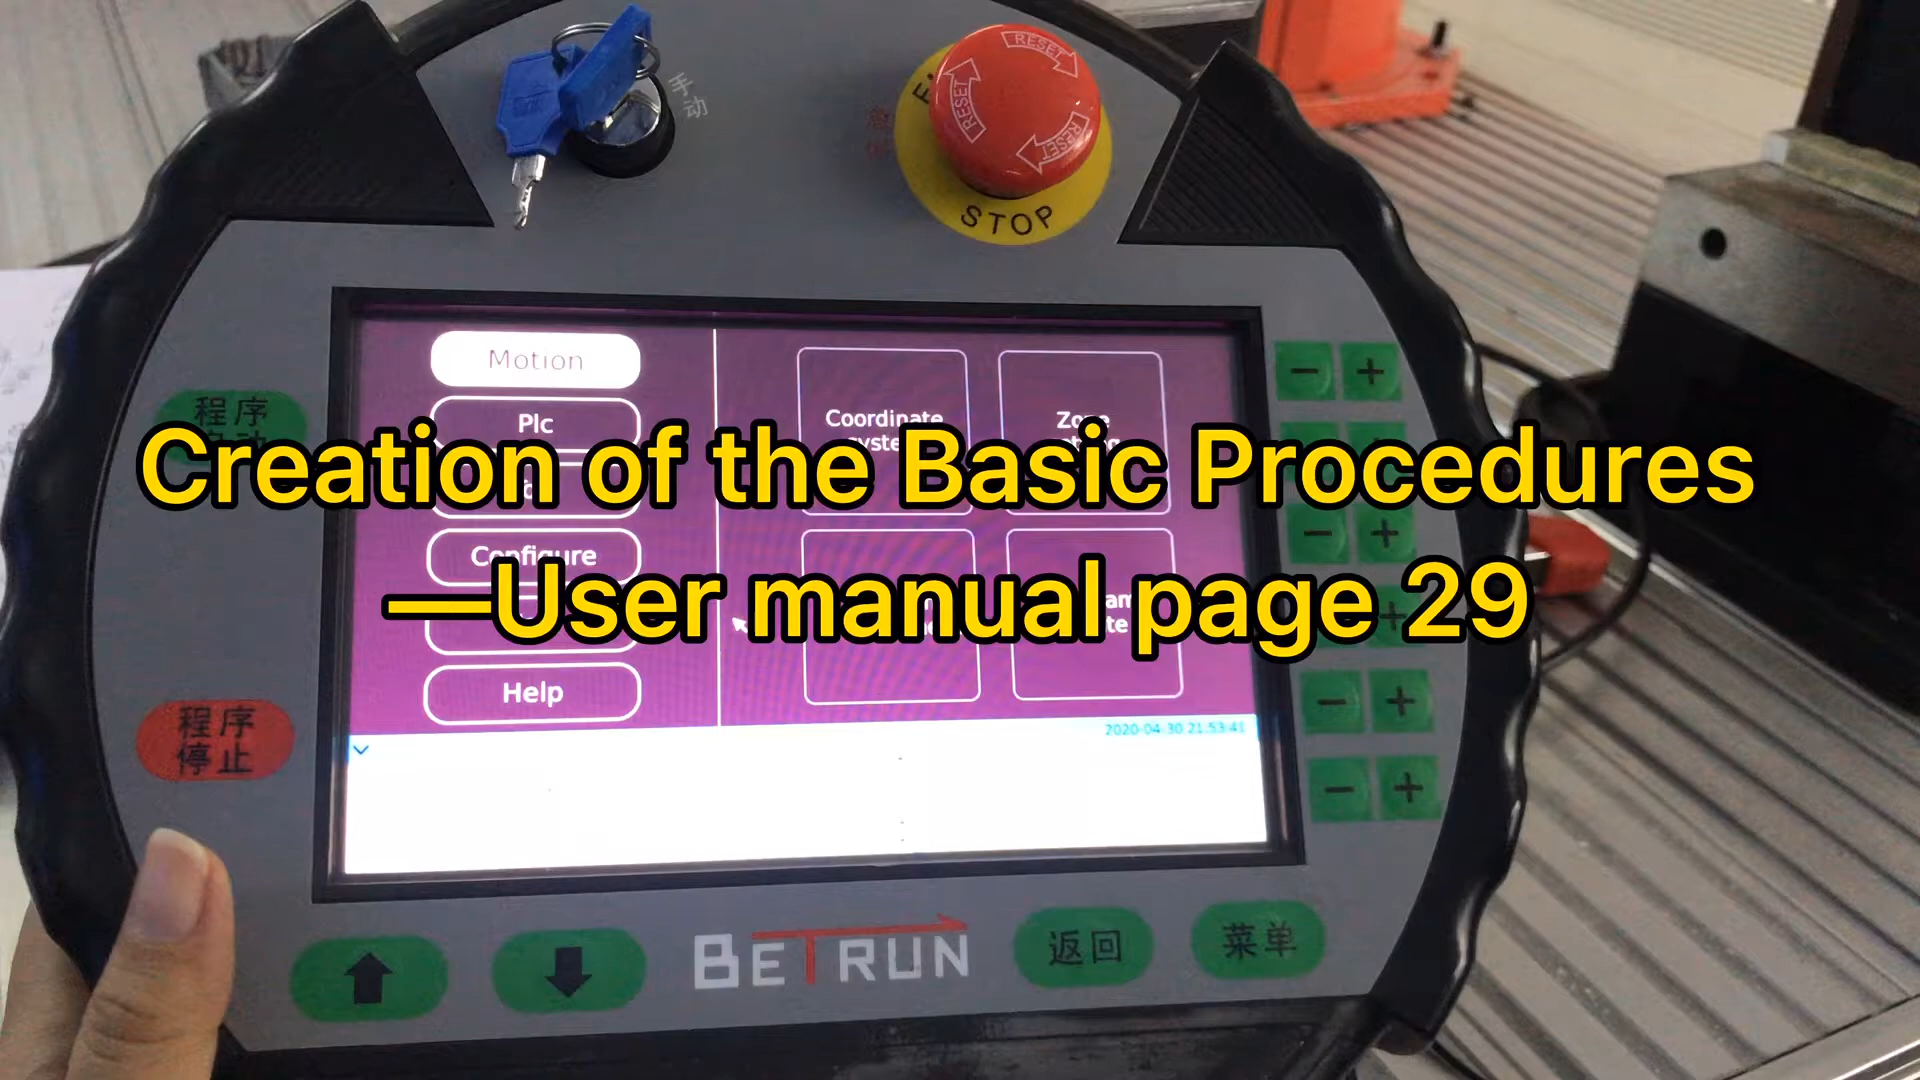 手动
RESET
RESET
RESET
STOP
Motion
Plc
Configure
Help
Coordinate
Zone
2020-04-30 21:53:41
程序
程序
停止
Creation of the Basic Procedures
—User manual page 29
− +
− +
− +
− +
BETRUN
返回
菜单